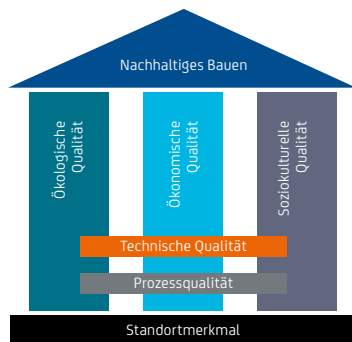 Nachhaltiges Bauen
Ökologische
Qualität
Ökonomische
Qualität
Soziokulturelle
Qualität
Technische Qualität
Prozessqualität
Standortmerkmal